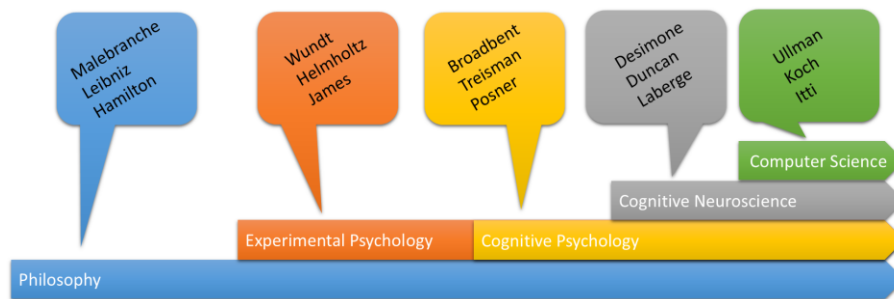 Malebranche
Leibniz
Hamilton
Wundt
Helmholtz
James
Broadbent
Treisman
Posner
Desimone
Duncan
Laberge
Ullman
Koch
Itti
Computer Science
Cognitive Neuroscience
Experimental Psychology
Cognitive Psychology
Philosophy